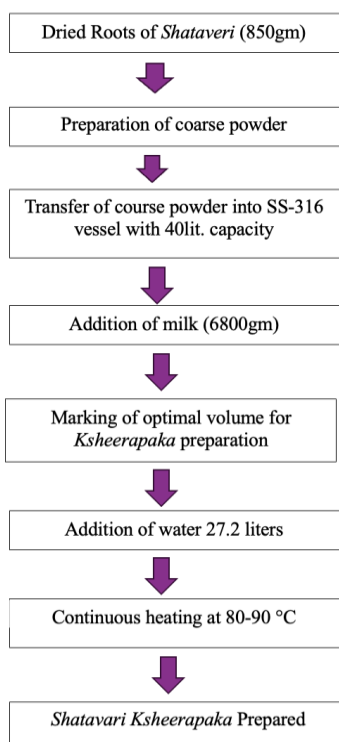 Dried Roots of Shataveri (850gm)
Preparation of coarse powder
Transfer of course powder into SS-316
vessel with 40lit. capacity
Addition of milk (6800gm)
Marking of optimal volume for
Ksheerapaka preparation
Addition of water 27.2 liters
Continuous heating at 80-90 °C
Shatavari Ksheerapaka Prepared